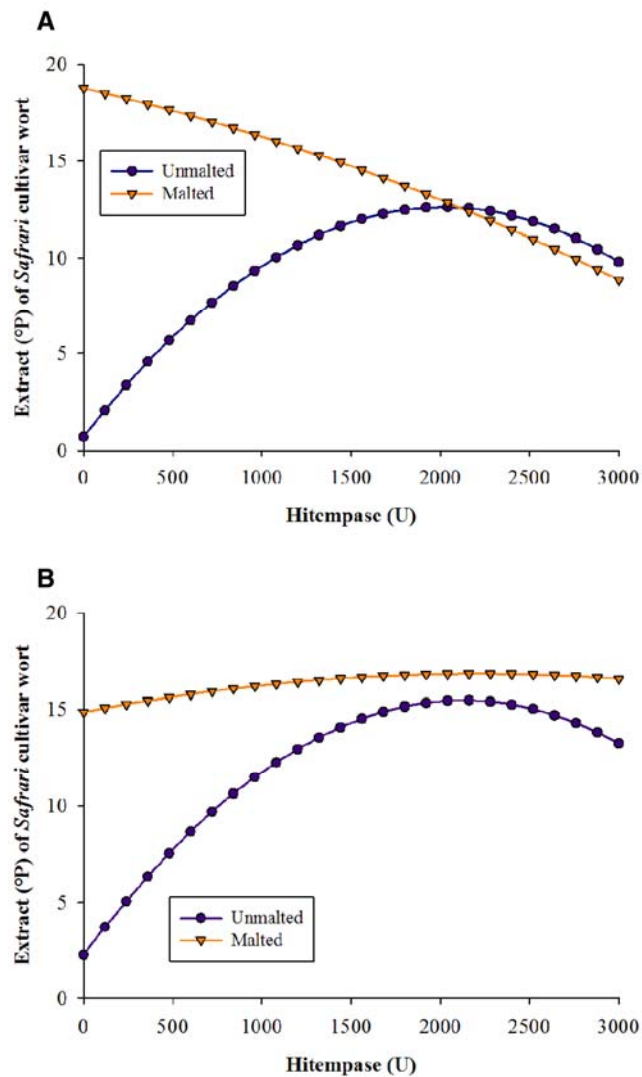 A
Extract (°P) of Safrari cultivar wort
20
15
10
5
0
Unmalted
Malted
0 500 1000 1500 2000 2500 3000
Hitempase (U)
B
Extract (°P) of Safrari cultivar wort
20
15
10
5
0
Unmalted
Malted
0 500 1000 1500 2000 2500 3000
Hitempase (U)